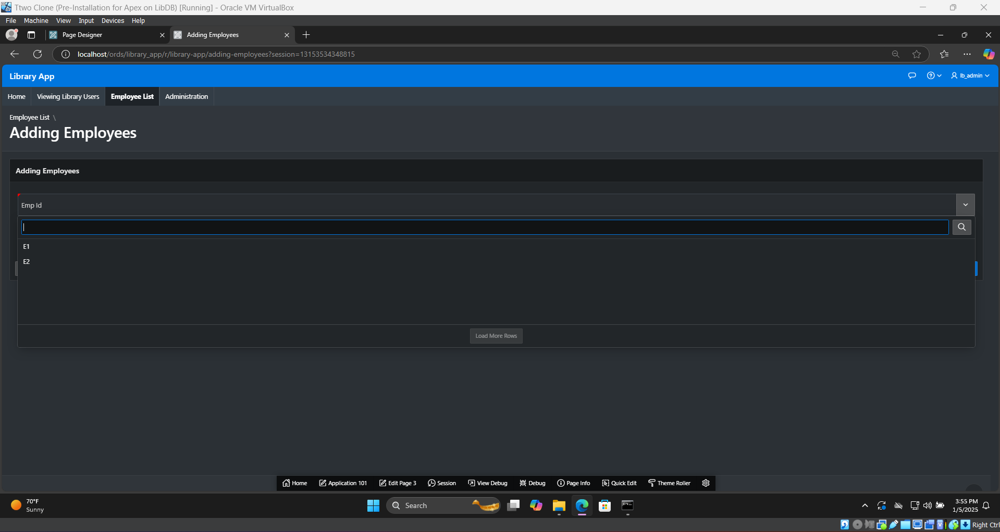 Ttwo Clone (Pre-Installation for Apex on LibDB) [Running] - Oracle VM VirtualBox
File Machine View Input Devices Help
Page Designer
Adding Employees
localhost/ords/library_app/r/library-app/adding-employees?session=13153534348815
Library App
lb_admin
Home Viewing Library Users Employee List Administration
Employee List \
Adding Employees
Adding Employees
Emp Id
E1
E2
Load More Rows
Home Application 101 Edit Page 3 Session View Debug Debug Page Info Quick Edit Theme Roller
70°F
Sunny
Search
3:55 PM
1/5/2025
Right Ctrl